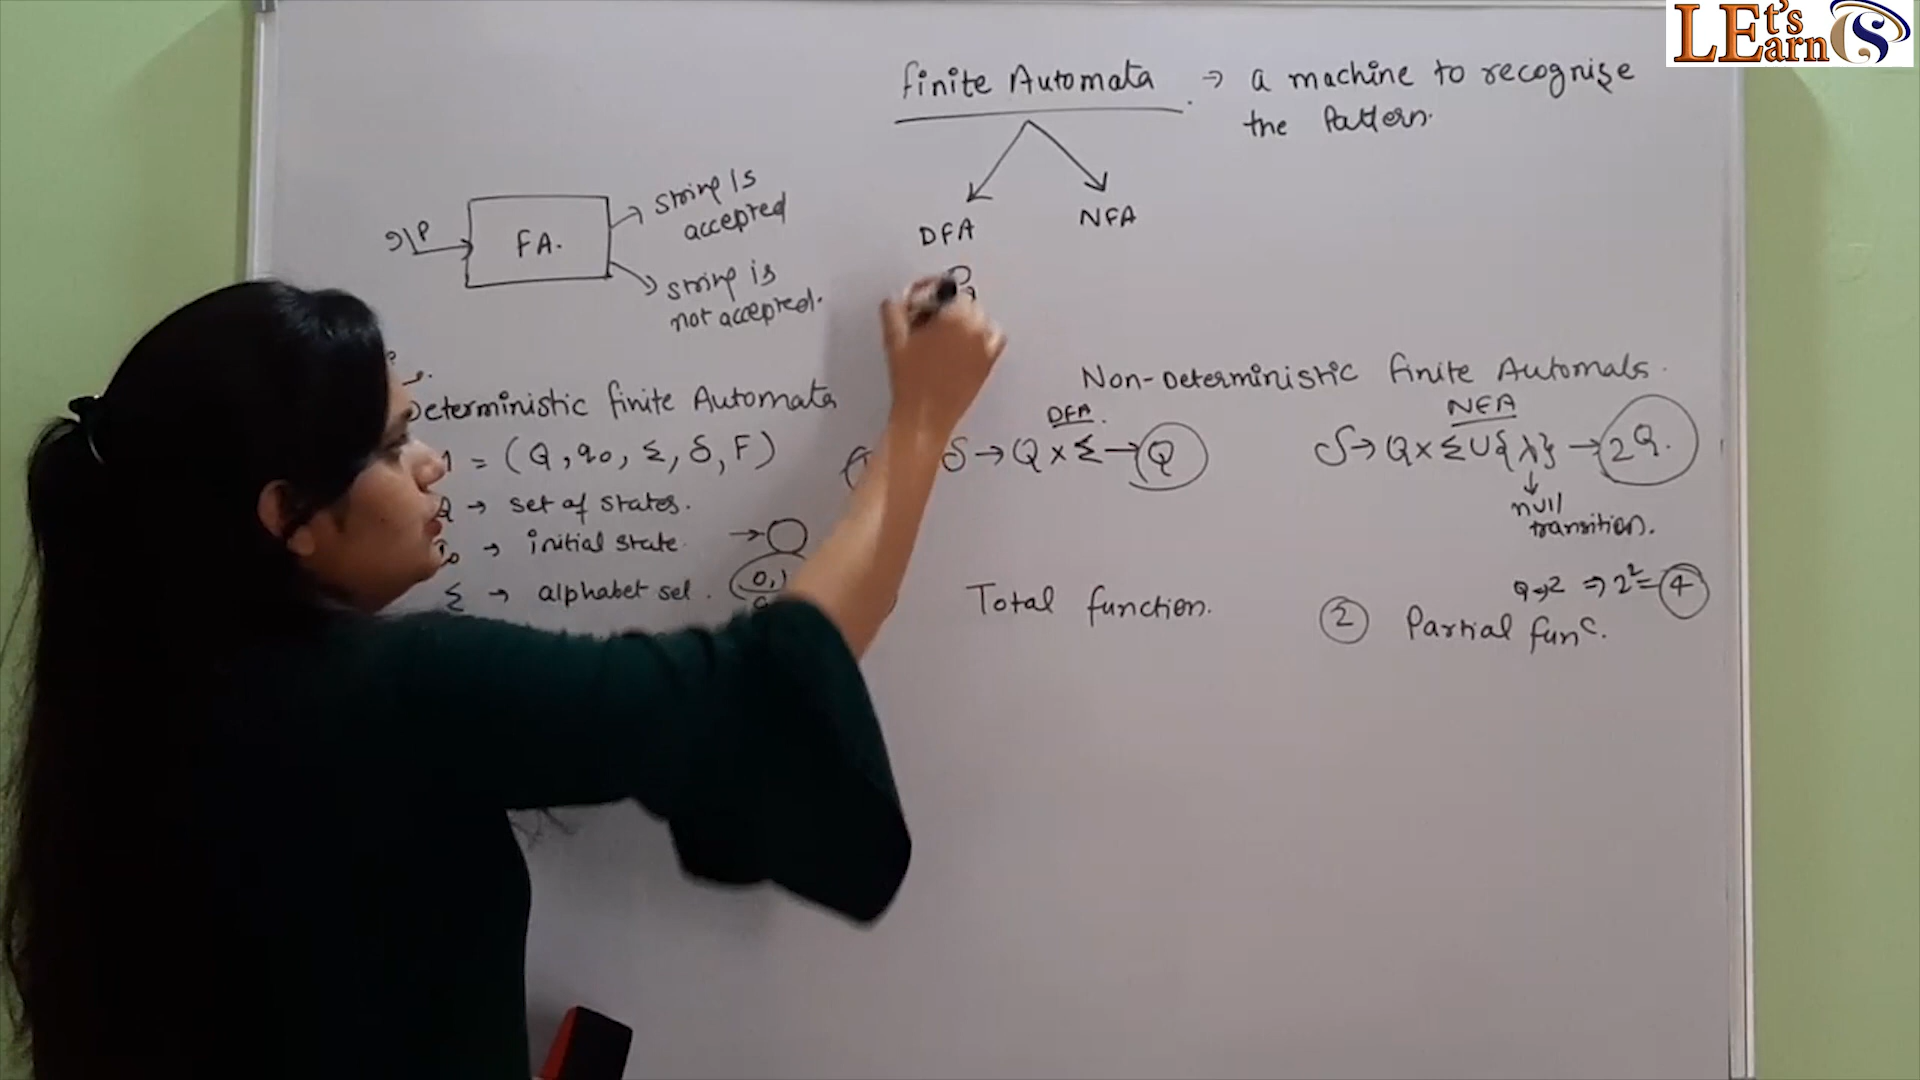 LEt's Earn CS
Finite Automata → a machine to recognise
the Pattern.
DFA
NFA
I|P
FA.
string is
accepted
string is
not accepted.
Deterministic finite Automata
= (Q, q0, Σ, δ, F)
Q → set of states.
q0 → initial state.
Σ → alphabet set.
0,1
Non-Deterministic finite Automata.
DFA.
δ → Q × Σ → Q
NFA
δ → Q × Σ ∪ {λ} → 2Q.
↓
null
transition.
Total function.
Q → 2 ⇒ 2² = 4
② Partial func.